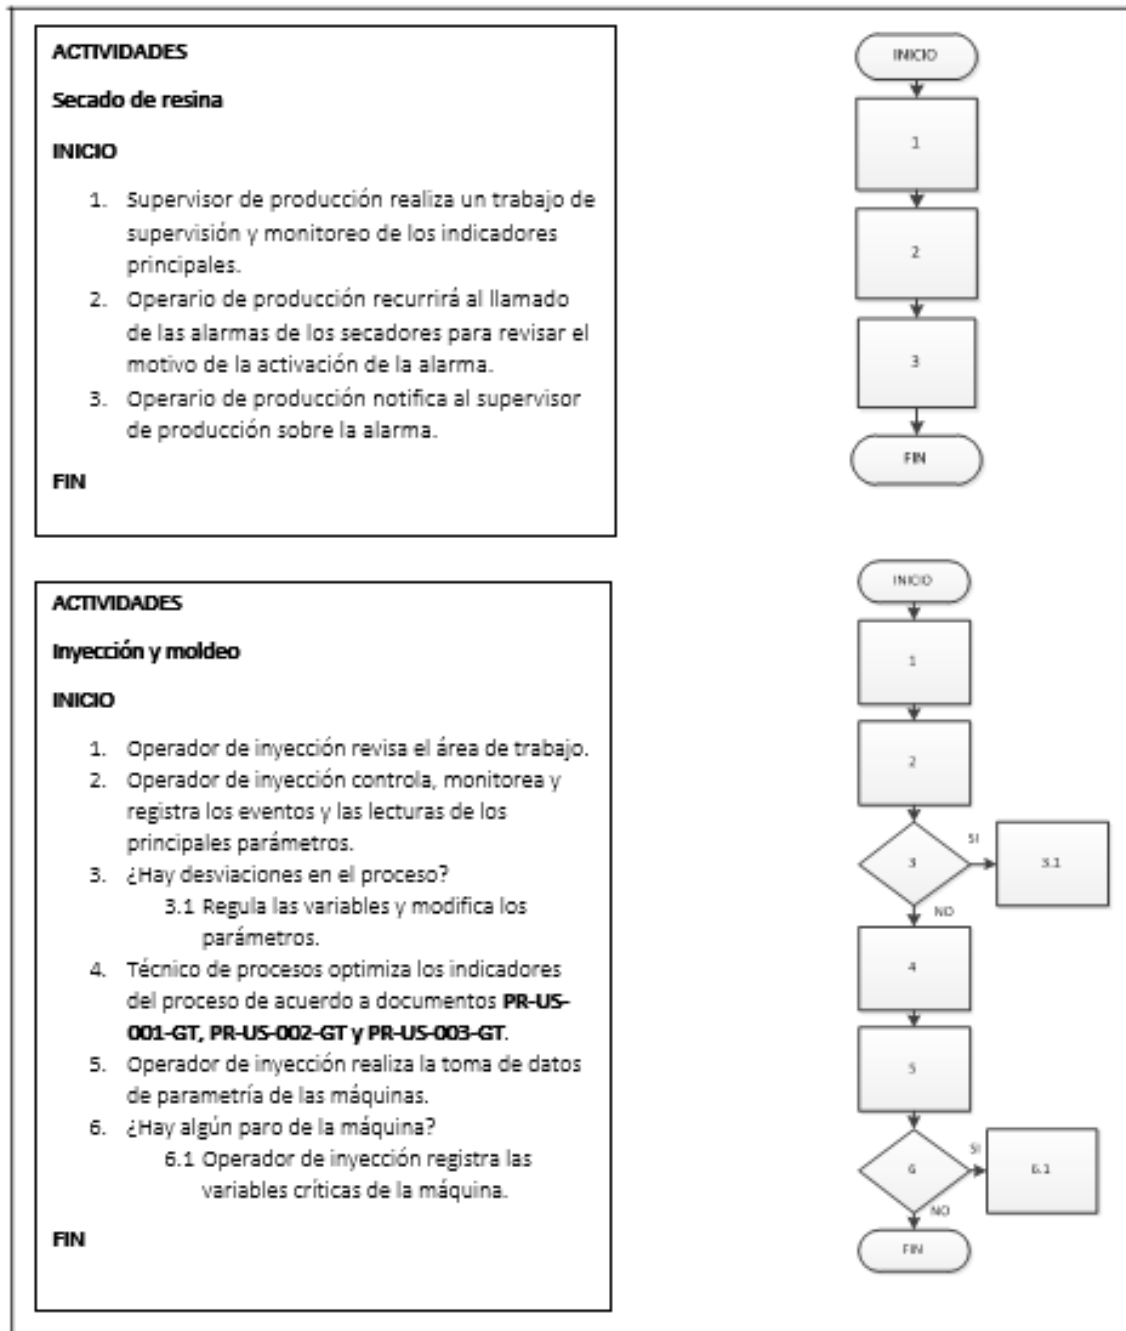 ACTIVIDADES
Secado de resina
INICIO
1. Supervisor de producción realiza un trabajo de
supervisión y monitoreo de los indicadores
principales.
2. Operario de producción recurrirá al llamado
de las alarmas de los secadores para revisar el
motivo de la activación de la alarma.
3. Operario de producción notifica al supervisor
de producción sobre la alarma.
FIN
INICIO
1
2
3
FIN
ACTIVIDADES
Inyección y moldeo
INICIO
1. Operador de inyección revisa el área de trabajo.
2. Operador de inyección controla, monitorea y
registra los eventos y las lecturas de los
principales parámetros.
3. ¿Hay desviaciones en el proceso?
3.1 Regula las variables y modifica los
parámetros.
4. Técnico de procesos optimiza los indicadores
del proceso de acuerdo a documentos PR-US-
001-GT, PR-US-002-GT y PR-US-003-GT.
5. Operador de inyección realiza la toma de datos
de parametría de las máquinas.
6. ¿Hay algún paro de la máquina?
6.1 Operador de inyección registra las
variables críticas de la máquina.
FIN
INICIO
1
2
3
SI
3.1
NO
4
5
6
SI
6.1
NO
FIN